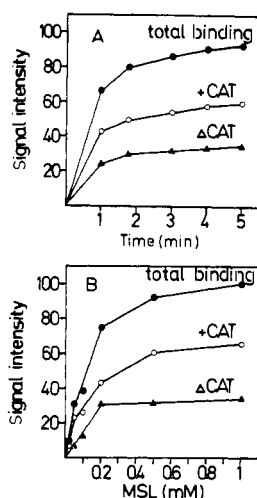 A
total binding
100
80
60
40
20
+CAT
ΔCAT
Signal intensity
1 2 3 4 5
Time (min)
B
total binding
100
80
60
40
20
+CAT
ΔCAT
Signal intensity
0.2 0.4 0.6 0.8 1
MSL (mM)